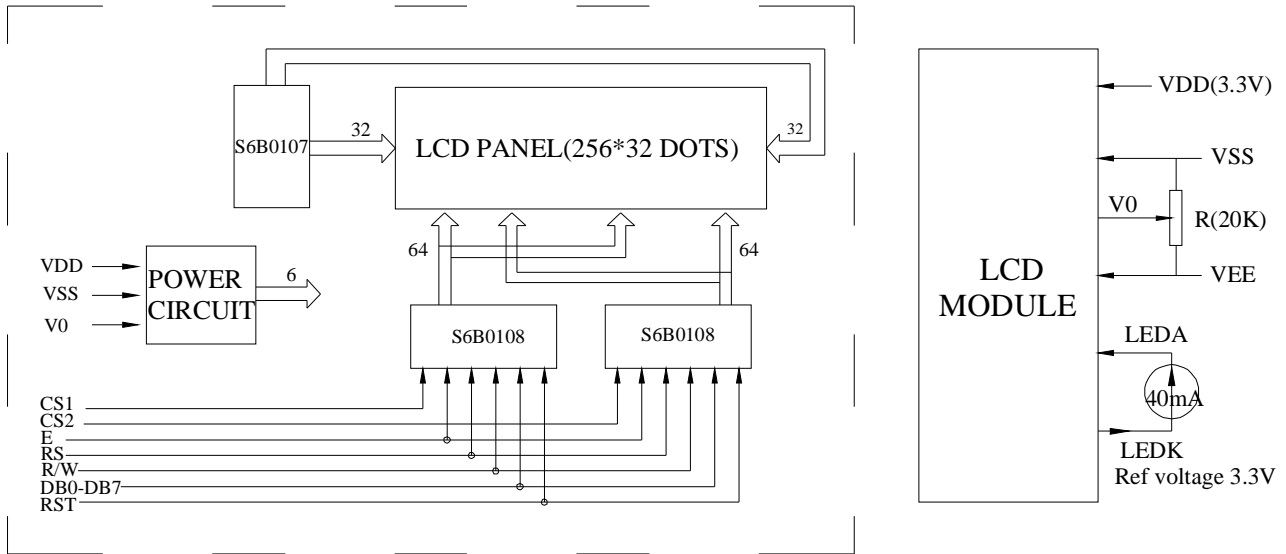 S6B0107
32
LCD PANEL(256*32 DOTS)
32
64
64
VDD
VSS
V0
POWER
CIRCUIT
6
S6B0108
S6B0108
CS1
CS2
E
RS
R/W
DB0-DB7
RST
LCD
MODULE
VDD(3.3V)
VSS
V0
R(20K)
VEE
LEDA
40mA
LEDK
Ref voltage 3.3V